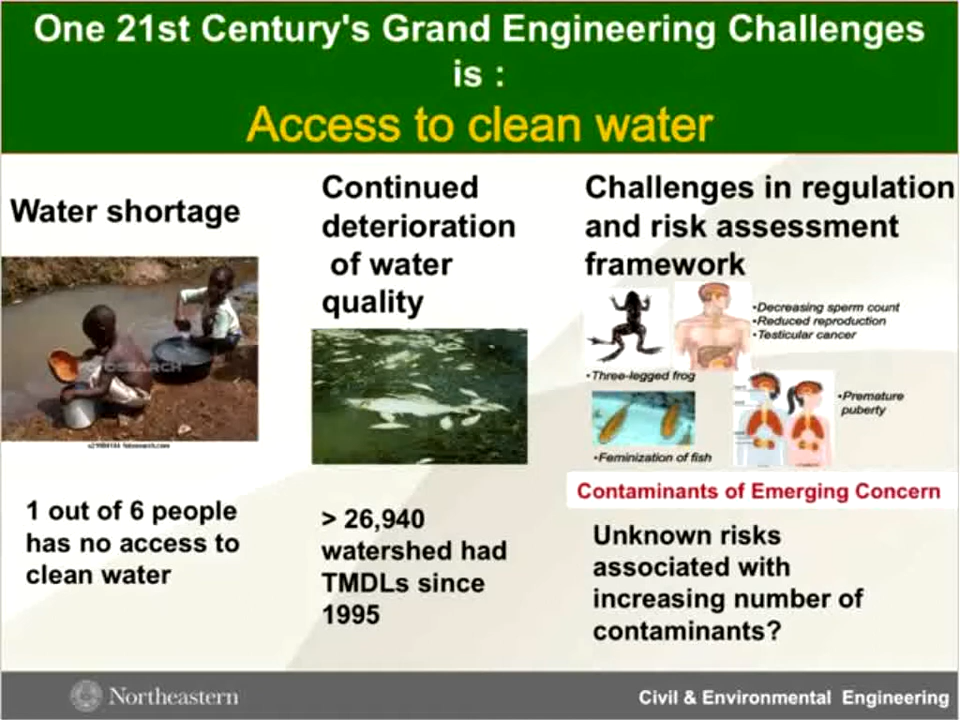 One 21st Century's Grand Engineering Challenges
is :
Access to clean water
Water shortage
FOTOSEARCH
1 out of 6 people
has no access to
clean water
Continued
deterioration
of water
quality
> 26,940
watershed had
TMDLs since
1995
Challenges in regulation
and risk assessment
framework
•Decreasing sperm count
•Reduced reproduction
•Testicular cancer
•Three-legged frog
•Premature
puberty
•Feminization of fish
Contaminants of Emerging Concern
Unknown risks
associated with
increasing number of
contaminants?
Northeastern
Civil & Environmental Engineering